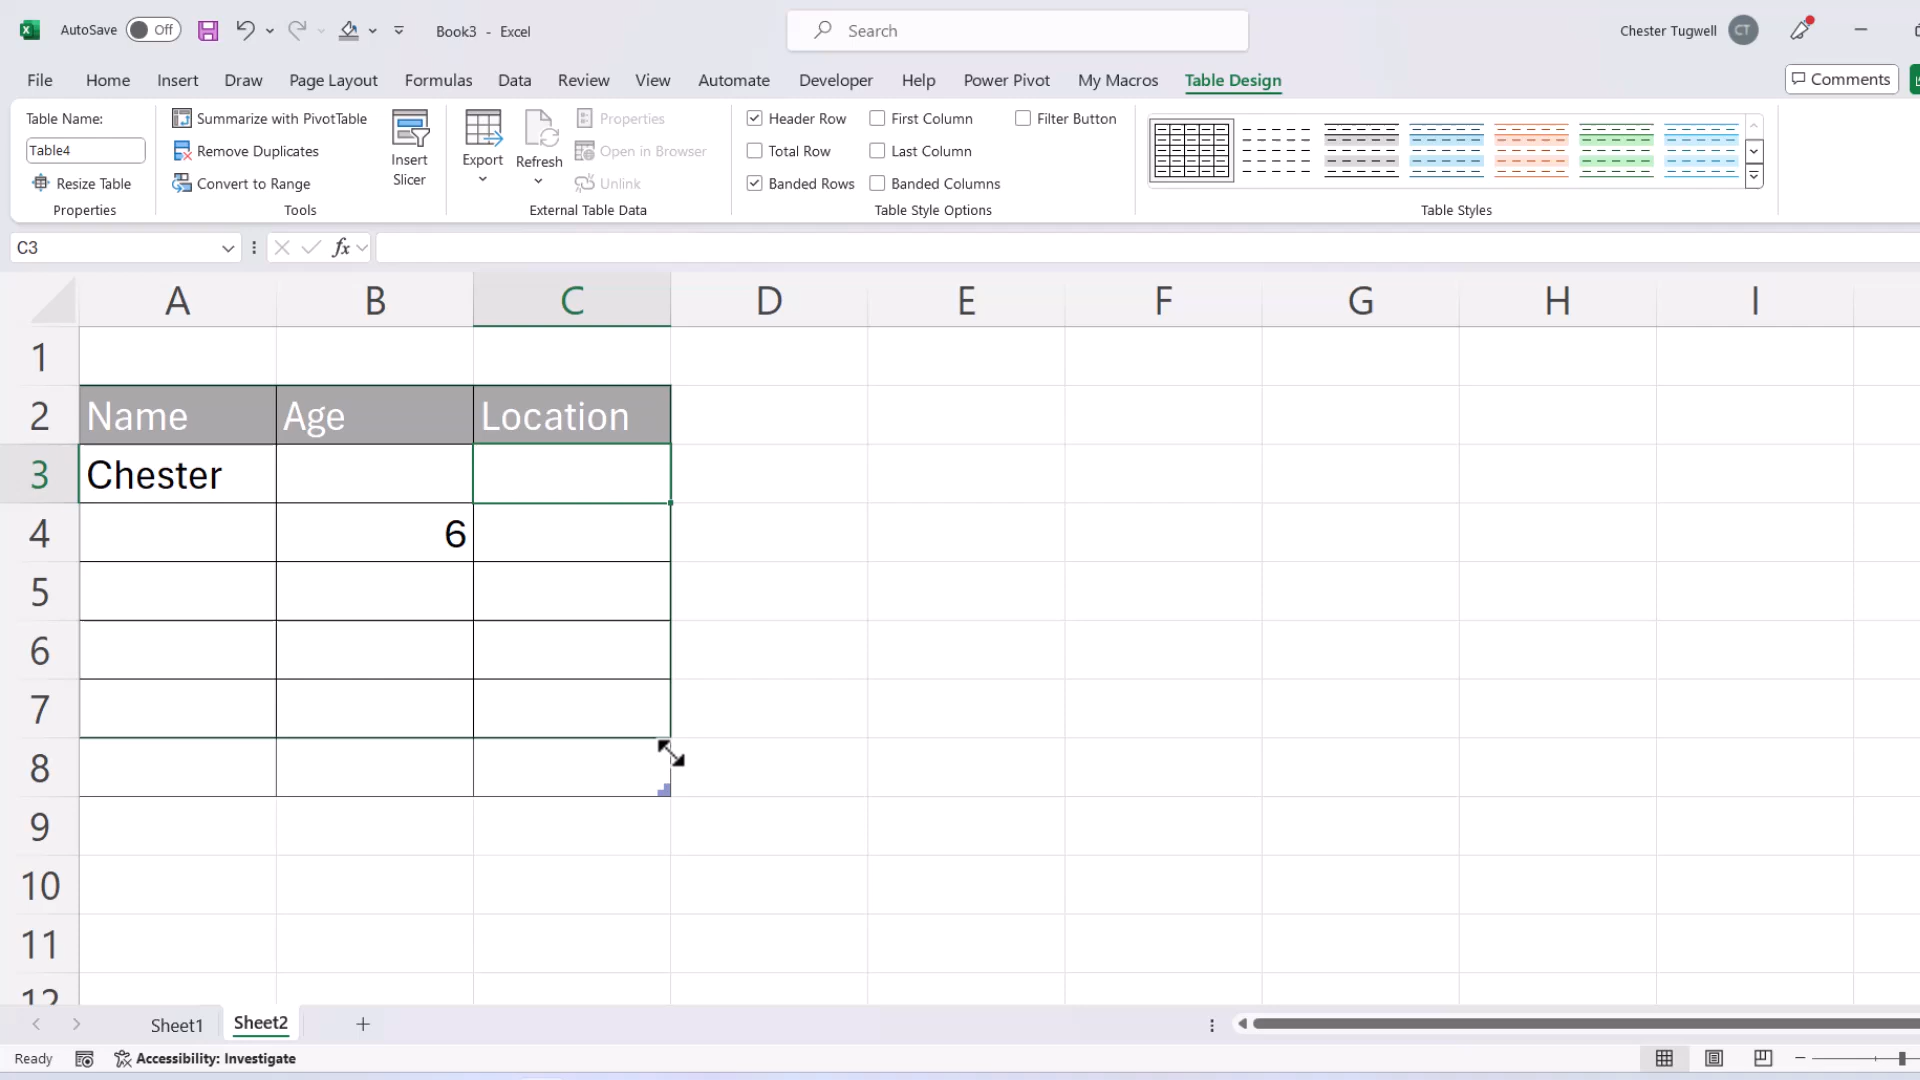 AutoSave Off Book3 - Excel Search Chester Tugwell CT
File Home Insert Draw Page Layout Formulas Data Review View Automate Developer Help Power Pivot My Macros Table Design Comments
Table Name:
Table4
Resize Table
Properties
Summarize with PivotTable
Remove Duplicates
Convert to Range
Tools
Insert
Slicer
Export
Refresh
Properties
Open in Browser
Unlink
External Table Data
Header Row
Total Row
Banded Rows
First Column
Last Column
Banded Columns
Filter Button
Table Style Options
Table Styles
C3 fx
A B C D E F G H I
1
2 Name Age Location
3 Chester
4 6
5
6
7
8
9
10
11
12
Sheet1 Sheet2
Ready Accessibility: Investigate